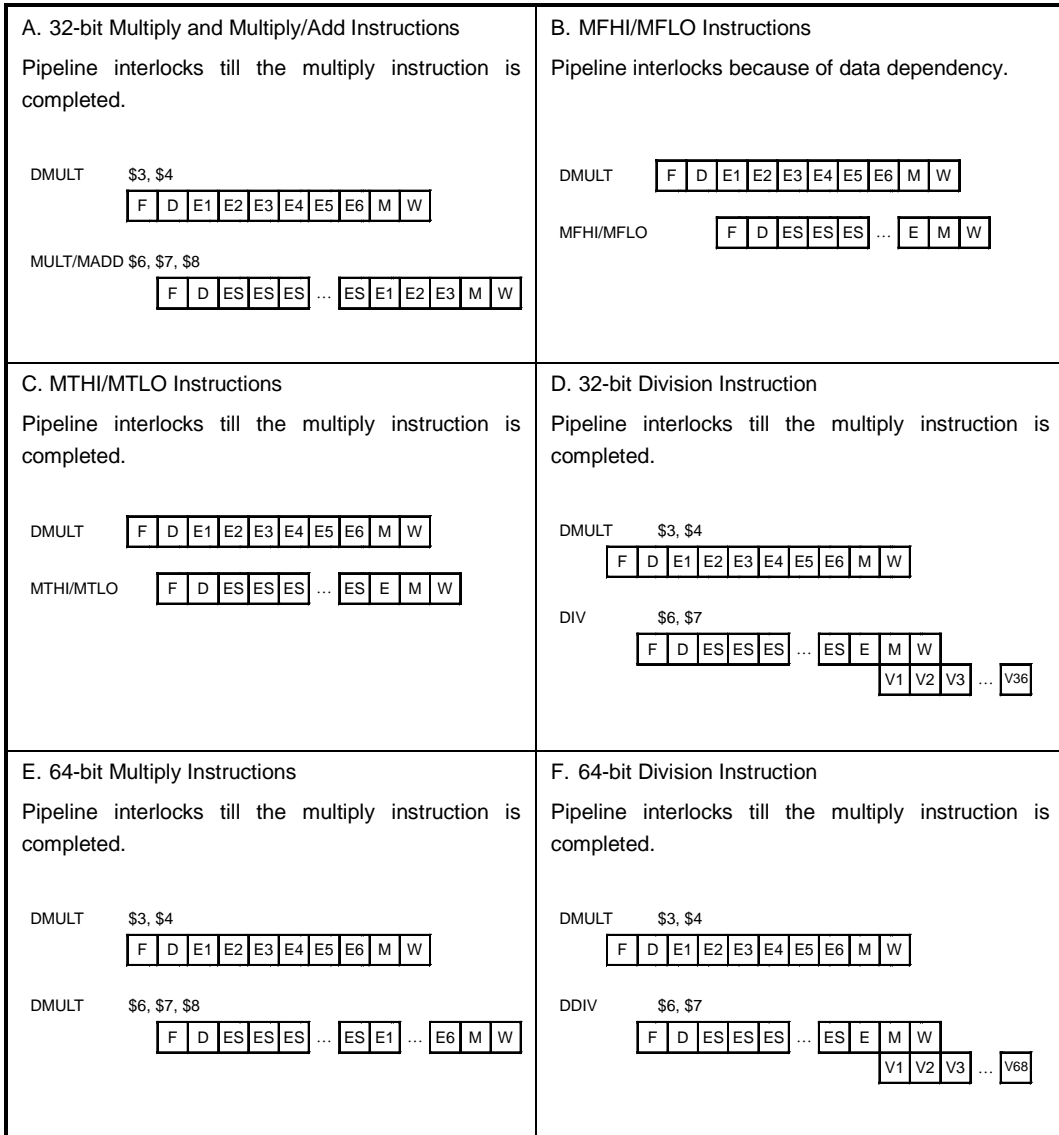 A. 32-bit Multiply and Multiply/Add Instructions
Pipeline interlocks till the multiply instruction is
completed.
DMULT $3, $4
F D E1 E2 E3 E4 E5 E6 M W
MULT/MADD $6, $7, $8
F D ES ES ES … ES E1 E2 E3 M W
B. MFHI/MFLO Instructions
Pipeline interlocks because of data dependency.
DMULT F D E1 E2 E3 E4 E5 E6 M W
MFHI/MFLO F D ES ES ES … E M W
C. MTHI/MTLO Instructions
Pipeline interlocks till the multiply instruction is
completed.
DMULT F D E1 E2 E3 E4 E5 E6 M W
MTHI/MTLO F D ES ES ES … ES E M W
D. 32-bit Division Instruction
Pipeline interlocks till the multiply instruction is
completed.
DMULT $3, $4
F D E1 E2 E3 E4 E5 E6 M W
DIV $6, $7
F D ES ES ES … ES E M W
V1 V2 V3 … V36
E. 64-bit Multiply Instructions
Pipeline interlocks till the multiply instruction is
completed.
DMULT $3, $4
F D E1 E2 E3 E4 E5 E6 M W
DMULT $6, $7, $8
F D ES ES ES … ES E1 … E6 M W
F. 64-bit Division Instruction
Pipeline interlocks till the multiply instruction is
completed.
DMULT $3, $4
F D E1 E2 E3 E4 E5 E6 M W
DDIV $6, $7
F D ES ES ES … ES E M W
V1 V2 V3 … V68